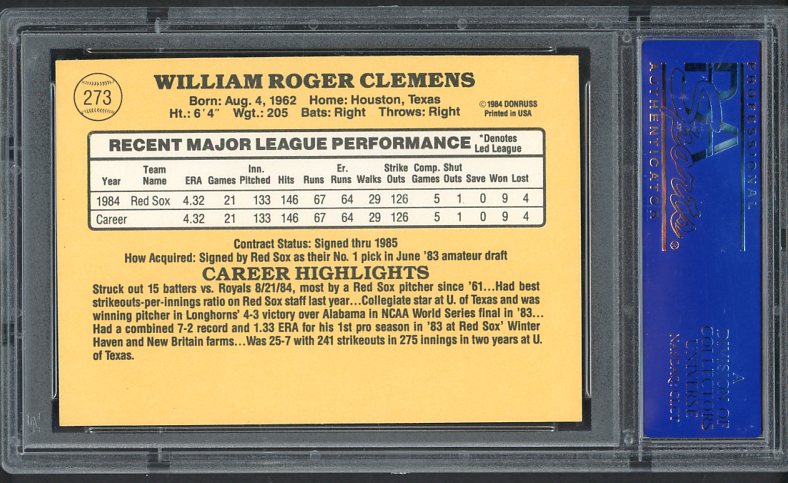 273
WILLIAM ROGER CLEMENS
Born: Aug. 4, 1962 Home: Houston, Texas
Ht.: 6'4" Wgt.: 205 Bats: Right Throws: Right
© 1984 DONRUSS
Printed in USA
RECENT MAJOR LEAGUE PERFORMANCE *Denotes Led League
Year Team Name ERA Games Inn. Pitched Hits Runs Er. Runs Walks Strike Outs Comp. Games Shut Outs Save Won Lost
1984 Red Sox 4.32 21 133 146 67 64 29 126 5 1 0 9 4
Career 4.32 21 133 146 67 64 29 126 5 1 0 9 4
Contract Status: Signed thru 1985
How Acquired: Signed by Red Sox as their No. 1 pick in June '83 amateur draft
CAREER HIGHLIGHTS
Struck out 15 batters vs. Royals 8/21/84, most by a Red Sox pitcher since '61...Had best
strikeouts-per-innings ratio on Red Sox staff last year...Collegiate star at U. of Texas and was
winning pitcher in Longhorns' 4-3 victory over Alabama in NCAA World Series final in '83...
Had a combined 7-2 record and 1.33 ERA for his 1st pro season in '83 at Red Sox' Winter
Haven and New Britain farms...Was 25-7 with 241 strikeouts in 275 innings in two years at U.
of Texas.
PROFESSIONAL
PSA
Sports
AUTHENTICATOR
®
A
DIVISION OF
COLLECTORS
UNIVERSE